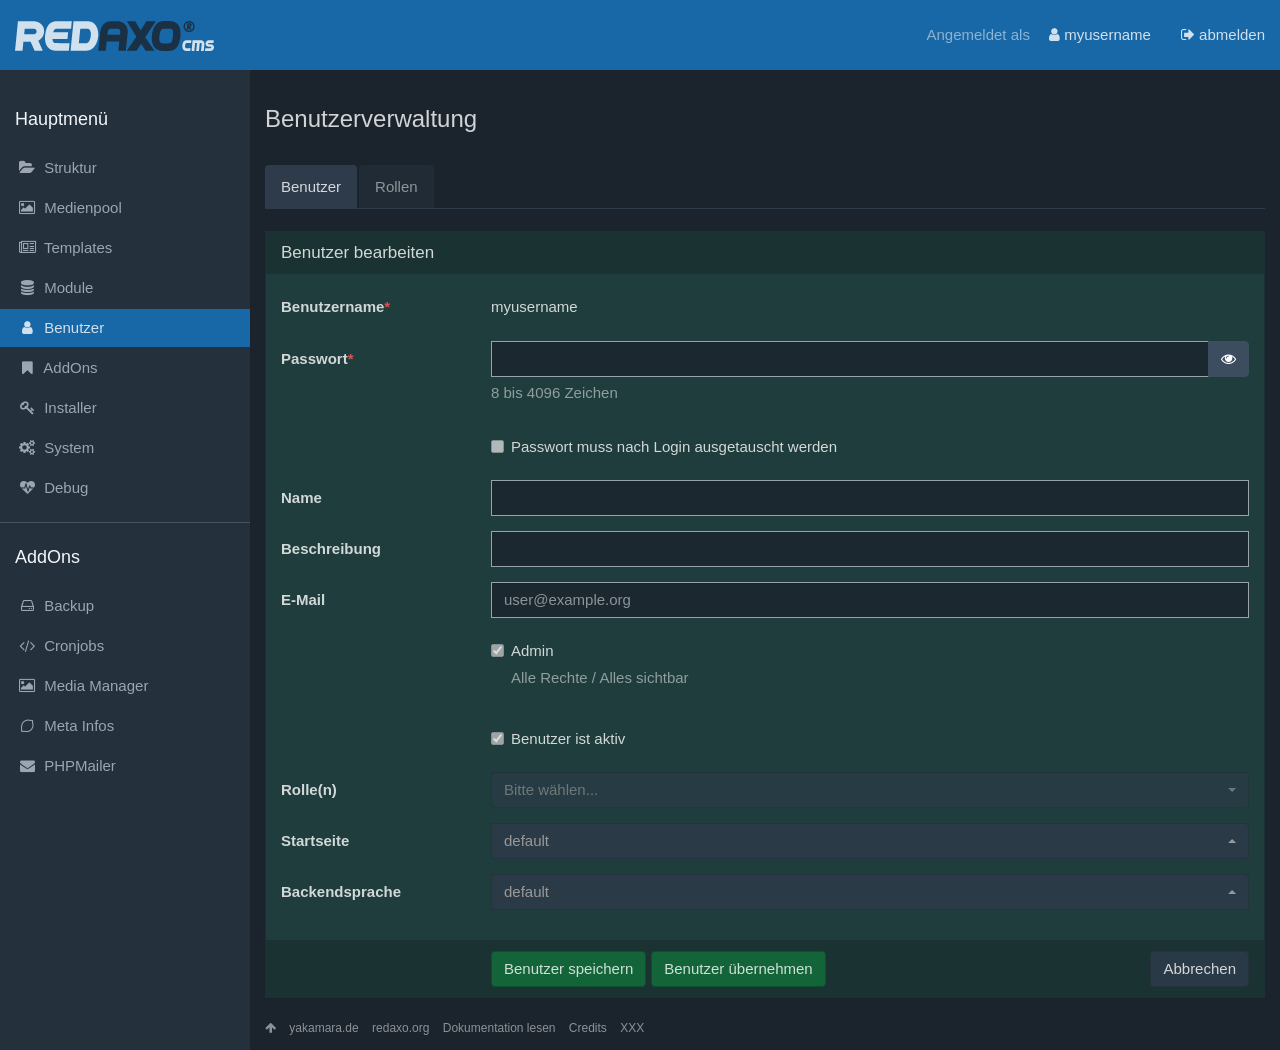 REDAXO® cms
Angemeldet als myusername abmelden
Hauptmenü
Struktur
Medienpool
Templates
Module
Benutzer
AddOns
Installer
System
Debug
AddOns
Backup
Cronjobs
Media Manager
Meta Infos
PHPMailer
Benutzerverwaltung
Benutzer Rollen
Benutzer bearbeiten
Benutzername* myusername
Passwort*
8 bis 4096 Zeichen
Passwort muss nach Login ausgetauscht werden
Name
Beschreibung
E-Mail user@example.org
Admin
Alle Rechte / Alles sichtbar
Benutzer ist aktiv
Rolle(n) Bitte wählen...
Startseite default
Backendsprache default
Benutzer speichern Benutzer übernehmen Abbrechen
yakamara.de redaxo.org Dokumentation lesen Credits XXX